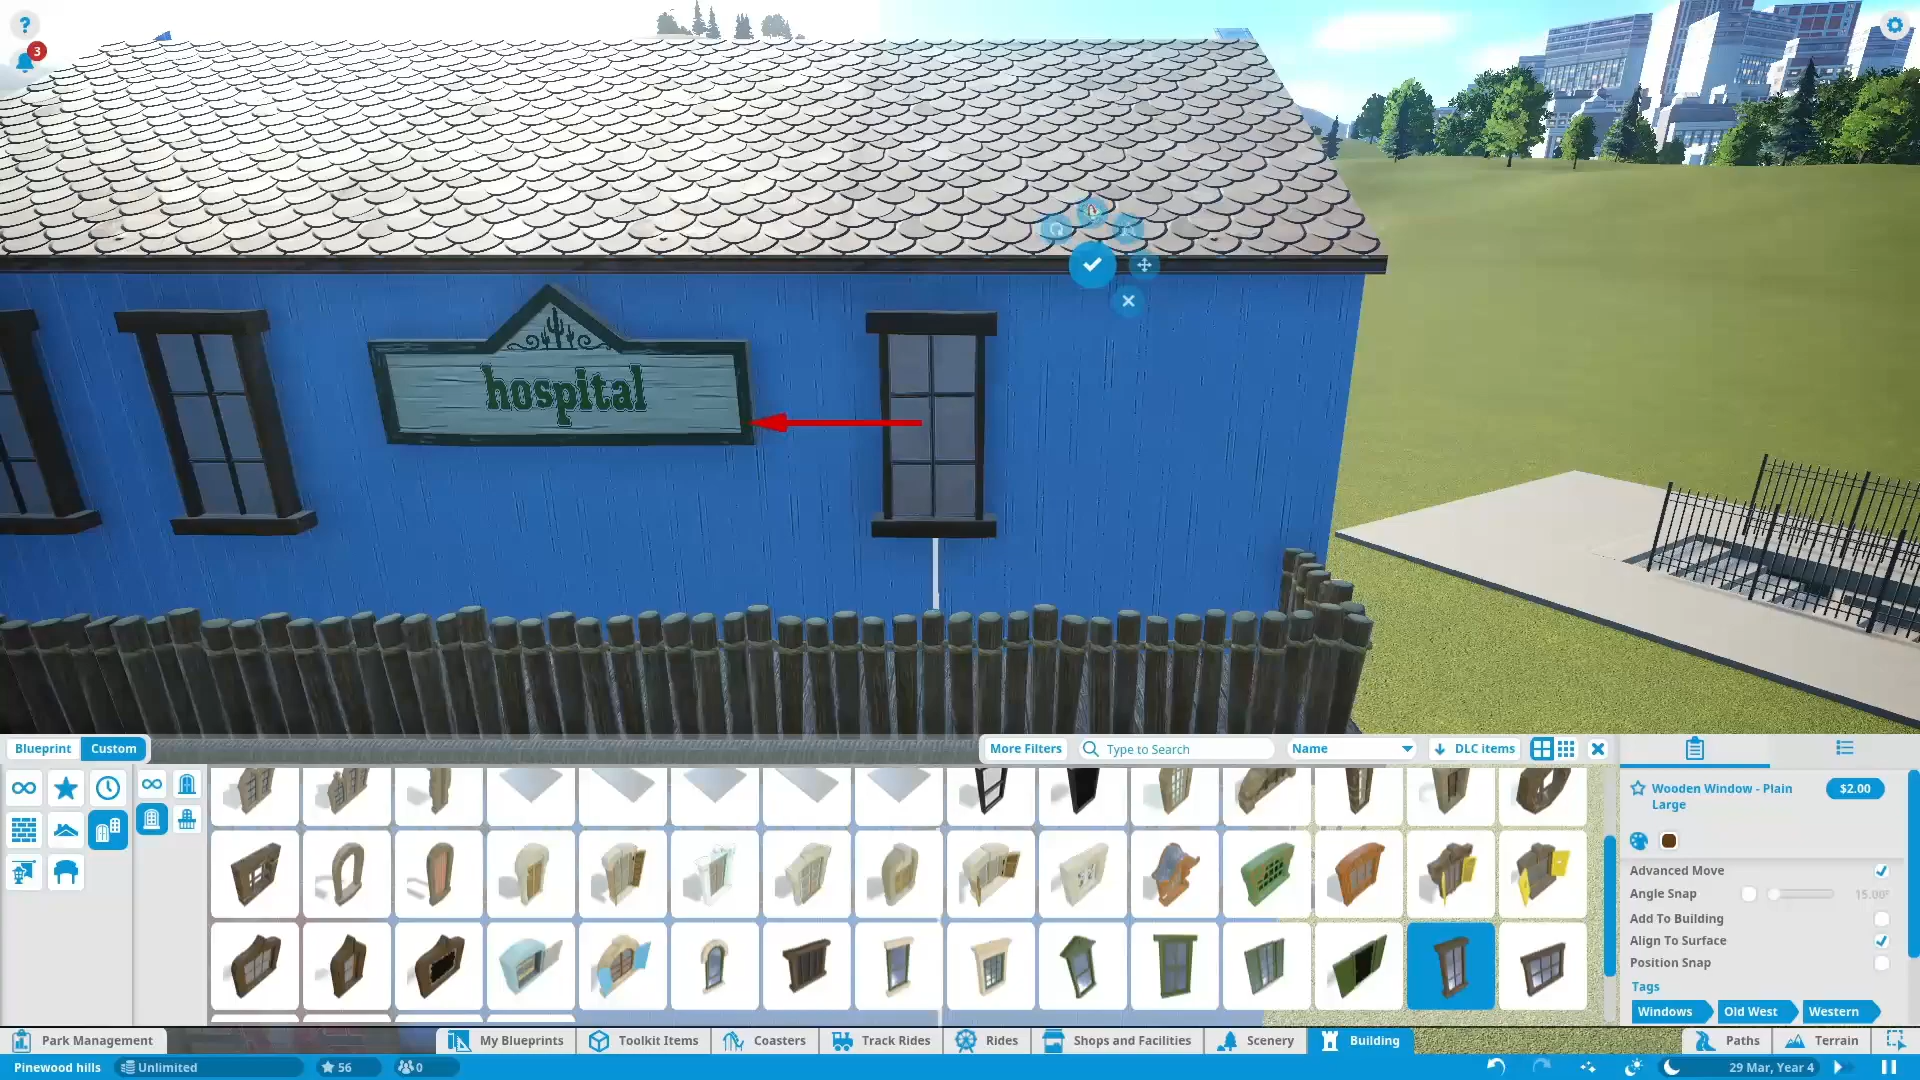 ?
3
hospital
Blueprint
Custom
More Filters
Type to Search
Name
DLC items
Wooden Window - Plain
Large
$2.00
Advanced Move
Angle Snap
15.00°
Add To Building
Align To Surface
Position Snap
Tags
Windows
Old West
Western
Park Management
My Blueprints
Toolkit Items
Coasters
Track Rides
Rides
Shops and Facilities
Scenery
Building
Paths
Terrain
Pinewood hills
Unlimited
56
0
29 Mar, Year 4